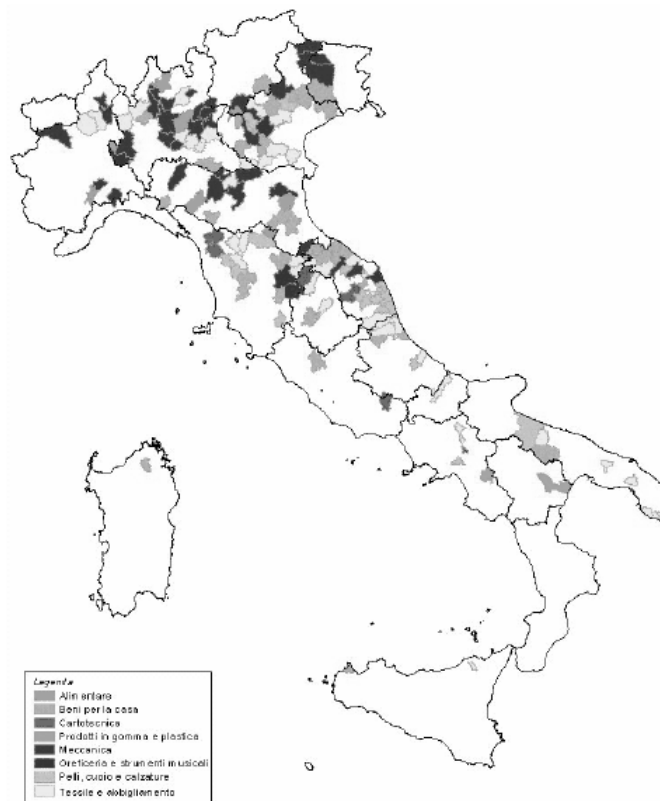 Legenda
Alimentare
Beni per la casa
Cartotecnica
Prodotti in gomma e plastica
Meccanica
Oreficeria e strumenti musicali
Pelli, cuoio e calzature
Tessile e abbigliamento